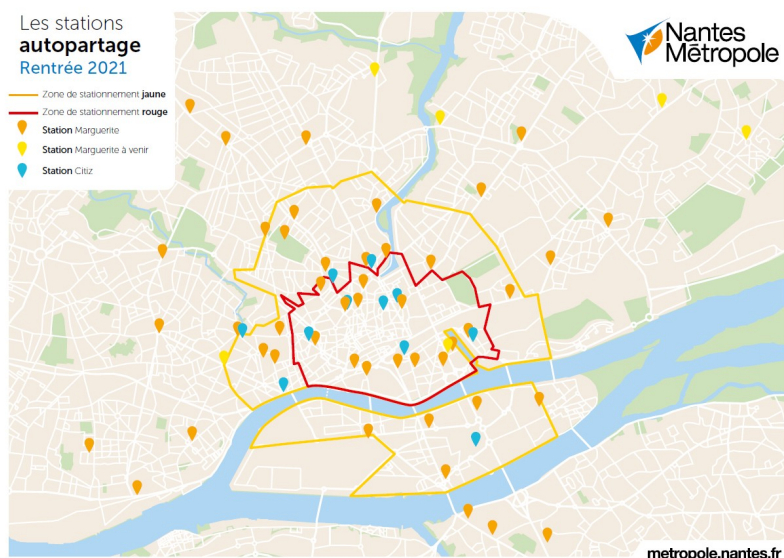 Les stations
autopartage
Rentrée 2021
Zone de stationnement jaune
Zone de stationnement rouge
Station Marguerite
Station Marguerite à venir
Station Citiz
Nantes
Métropole
metropole.nantes.fr